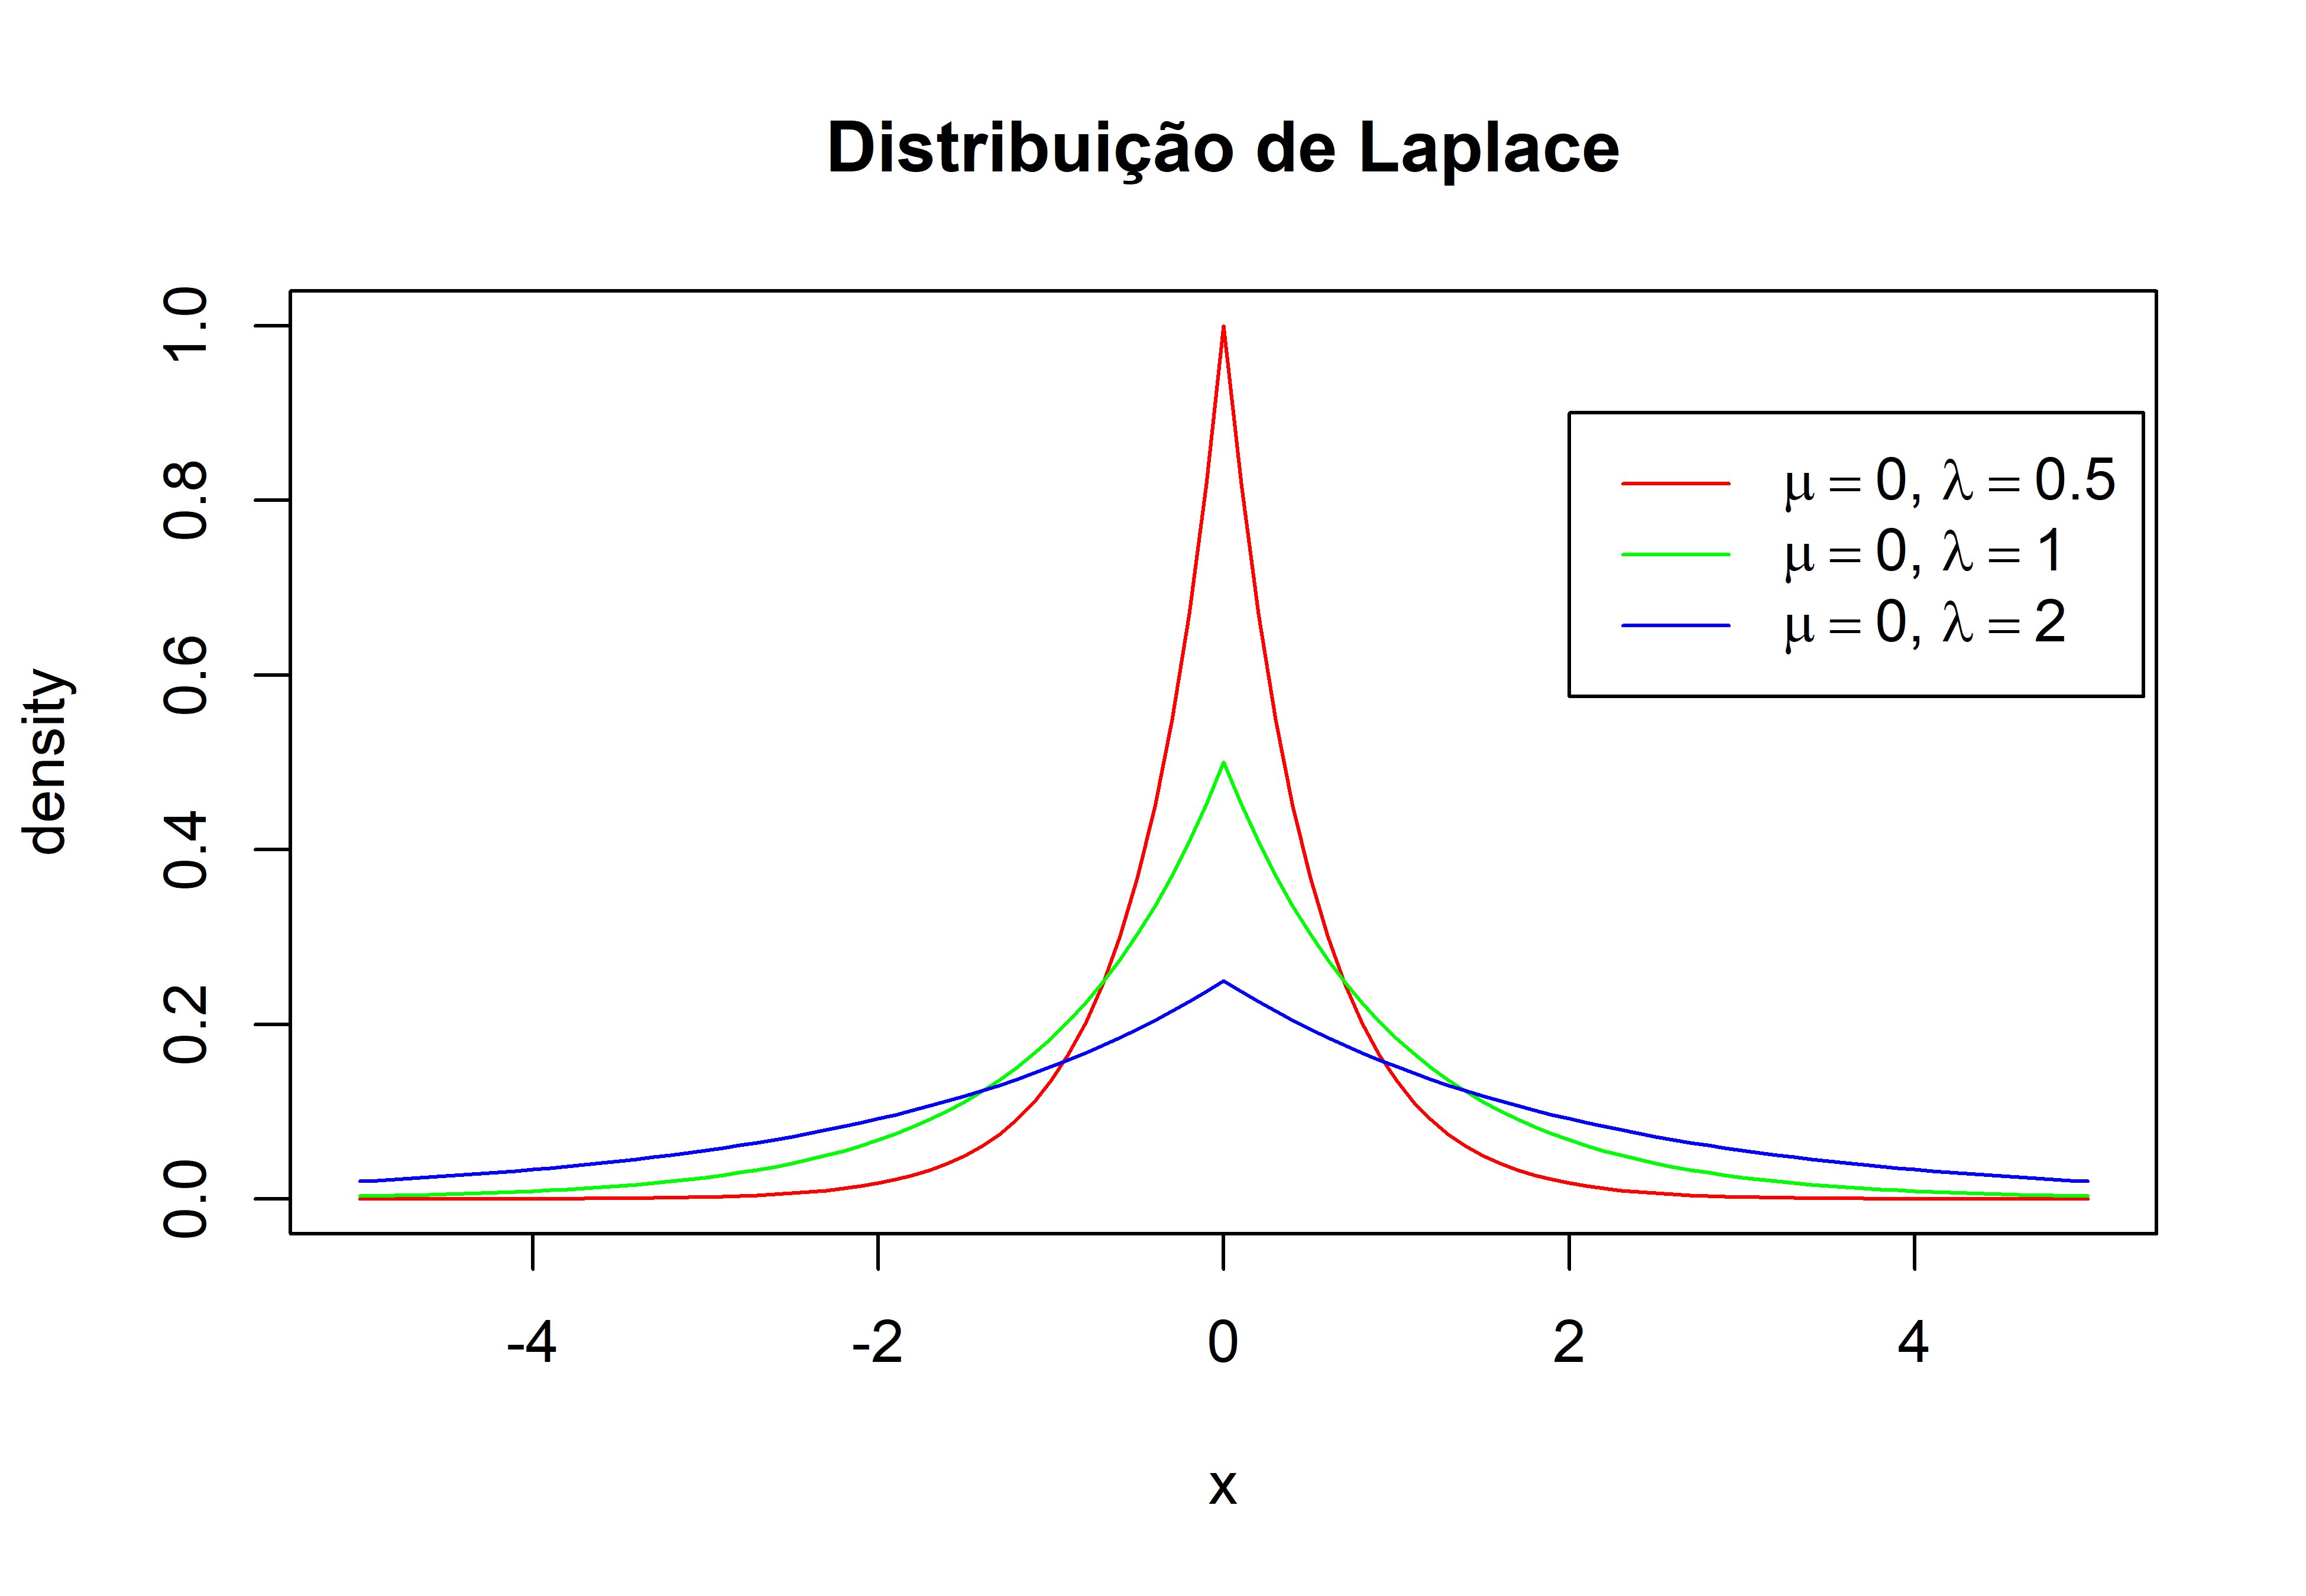 Distribuição de Laplace
density
1.0
0.8
0.6
0.4
0.2
0.0
μ = 0, λ = 0.5
μ = 0, λ = 1
μ = 0, λ = 2
-4 -2 0 2 4
x